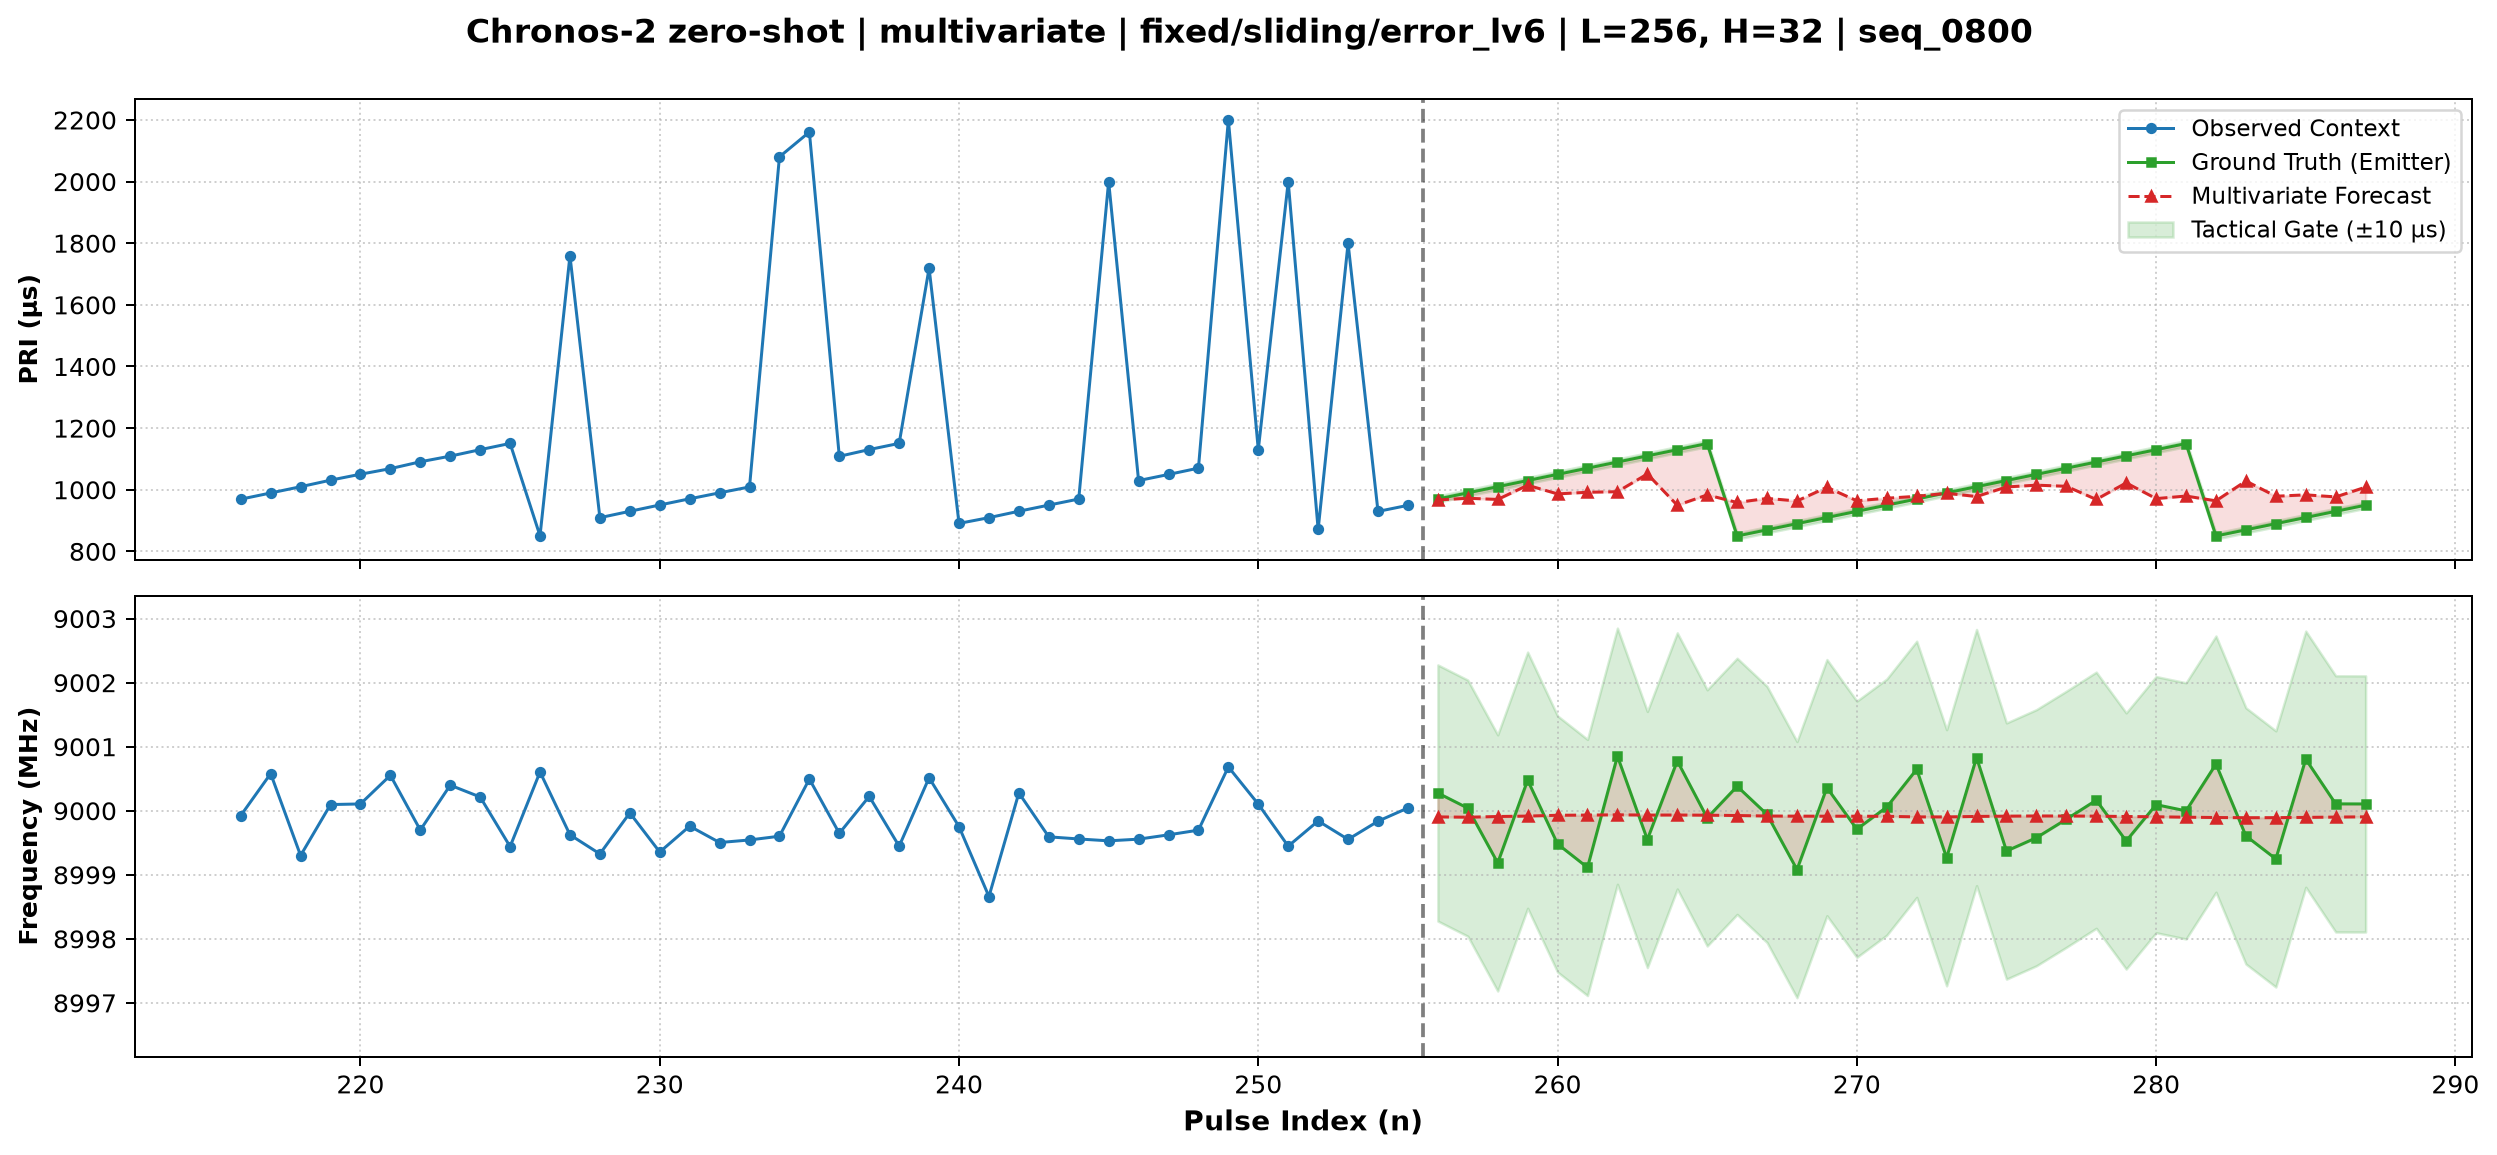 Chronos-2 zero-shot | multivariate | fixed/sliding/error_lv6 | L=256, H=32 | seq_0800
2200
2000
1800
1600
1400
1200
1000
800
PRI (µs)
Observed Context
Ground Truth (Emitter)
Multivariate Forecast
Tactical Gate (±10 µs)
9003
9002
9001
9000
8999
8998
8997
Frequency (MHz)
220 230 240 250 260 270 280 290
Pulse Index (n)